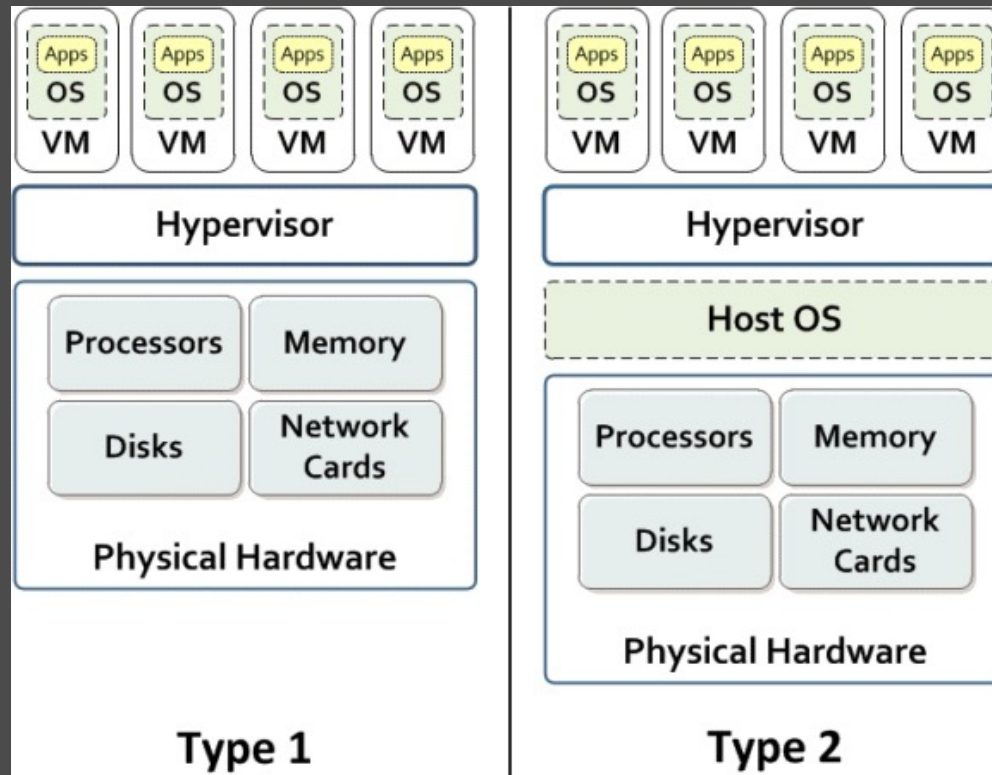 Apps
OS
VM
Apps
OS
VM
Apps
OS
VM
Apps
OS
VM
Hypervisor
Processors
Memory
Disks
Network
Cards
Physical Hardware
Type 1
Apps
OS
VM
Apps
OS
VM
Apps
OS
VM
Apps
OS
VM
Hypervisor
Host OS
Processors
Memory
Disks
Network
Cards
Physical Hardware
Type 2